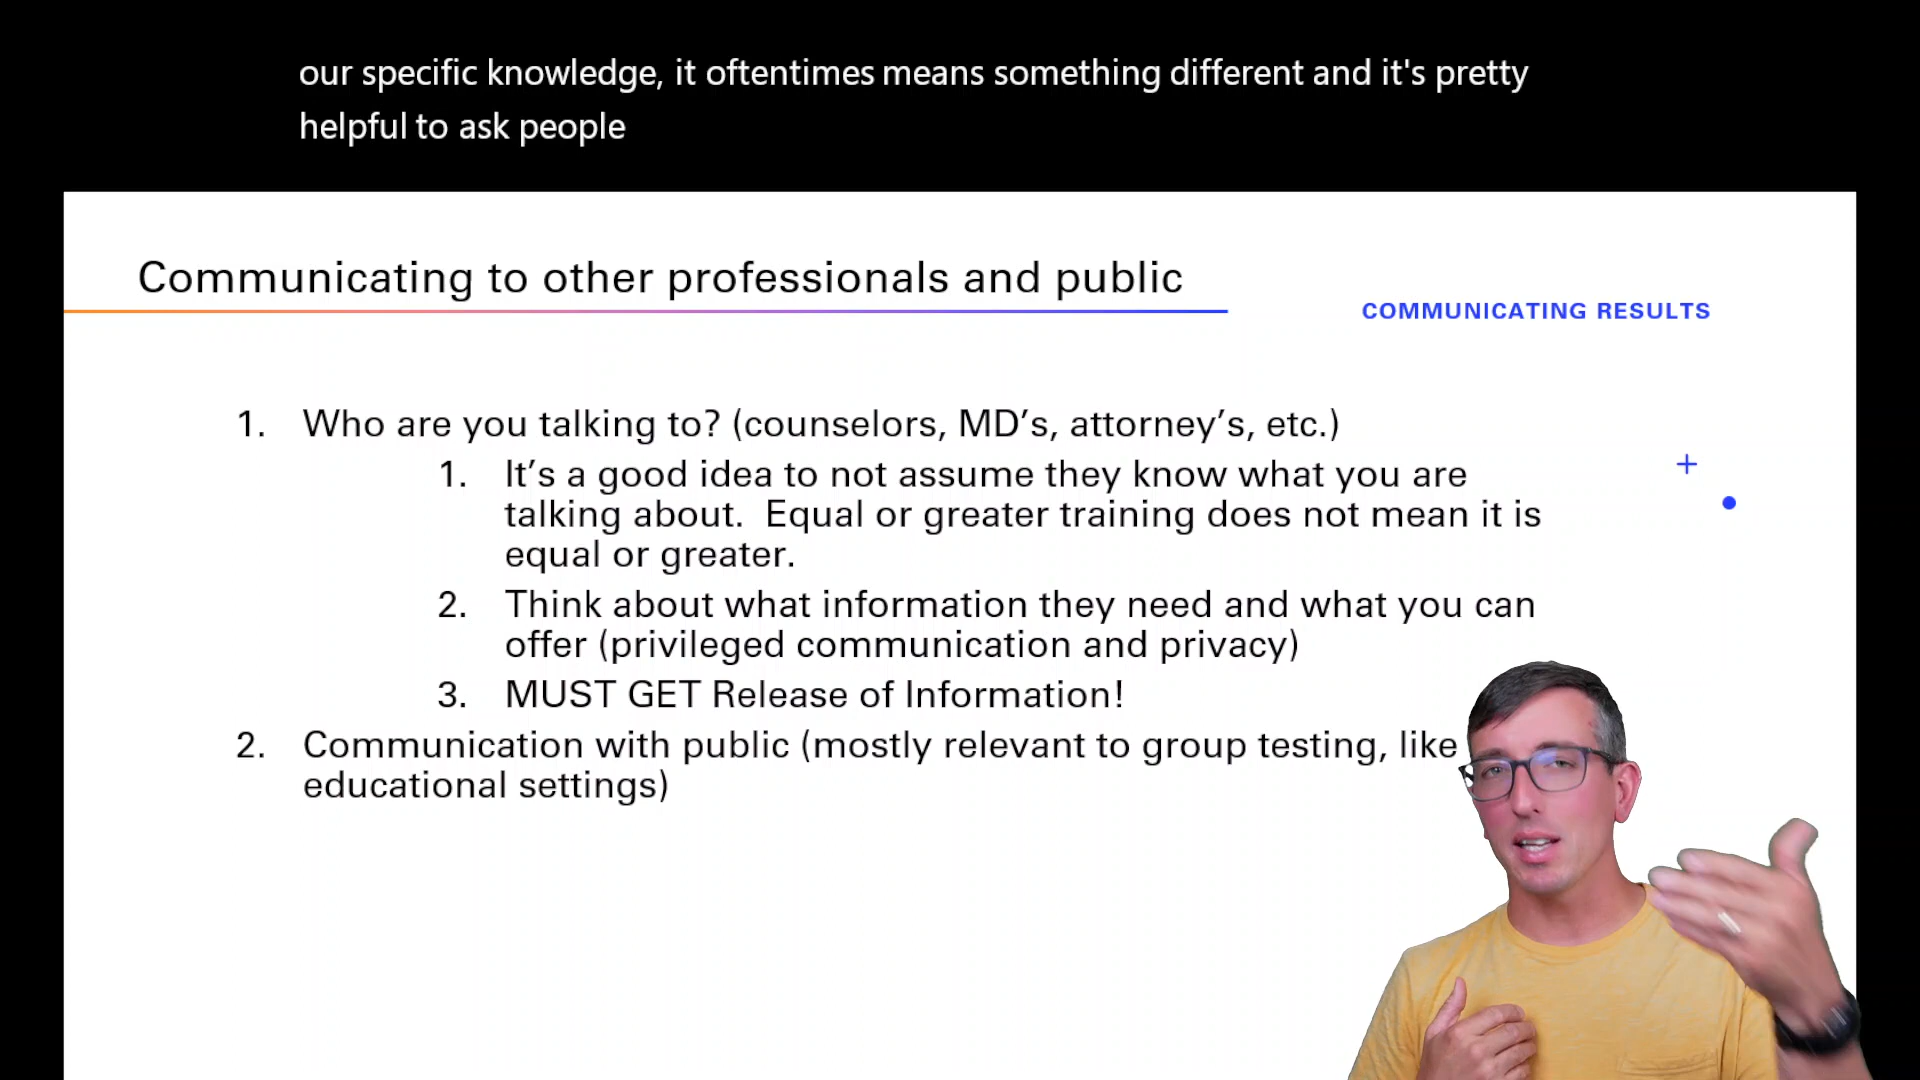 our specific knowledge, it oftentimes means something different and it's pretty
helpful to ask people
Communicating to other professionals and public
COMMUNICATING RESULTS
1. Who are you talking to? (counselors, MD’s, attorney’s, etc.)
1. It’s a good idea to not assume they know what you are
talking about.  Equal or greater training does not mean it is
equal or greater.
2. Think about what information they need and what you can
offer (privileged communication and privacy)
3. MUST GET Release of Information!
2. Communication with public (mostly relevant to group testing, like
educational settings)